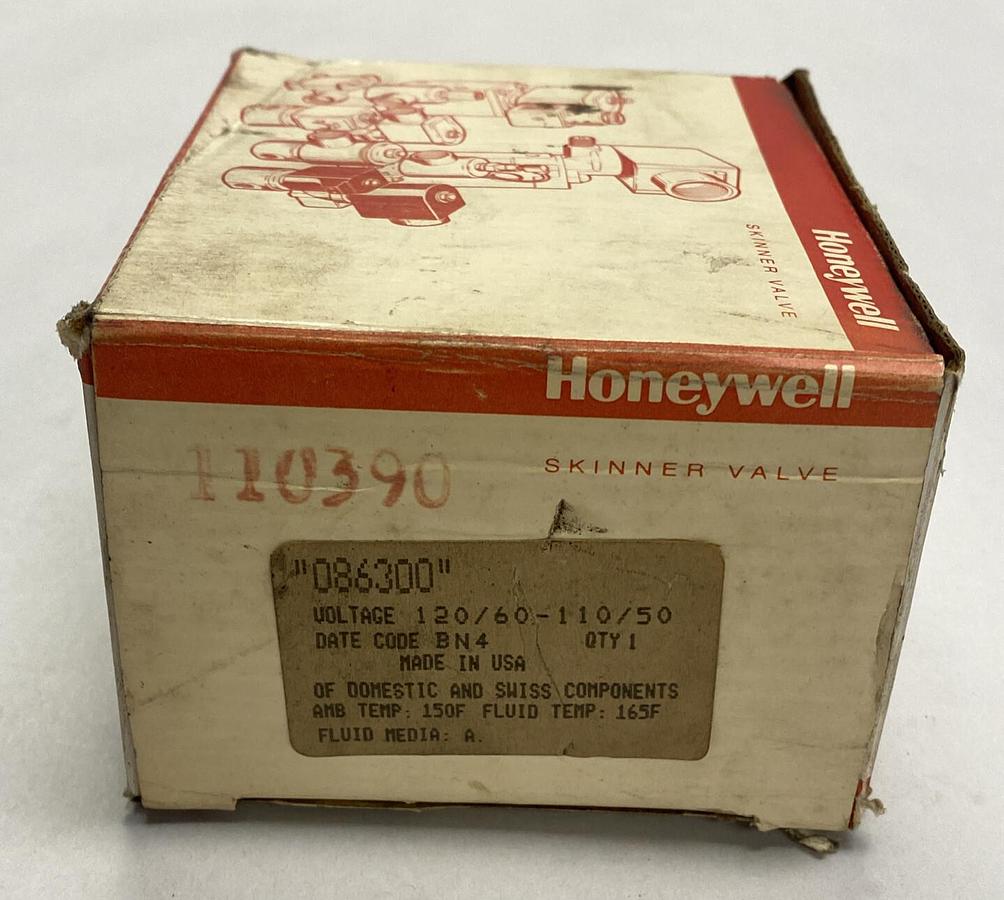 Honeywell
SKINNER VALVE
Honeywell
SKINNER VALVE
110390
"086300"
VOLTAGE 120/60-110/50
DATE CODE BN4 QTY 1
MADE IN USA
OF DOMESTIC AND SWISS COMPONENTS
AMB TEMP: 150F FLUID TEMP: 165F
FLUID MEDIA: A.